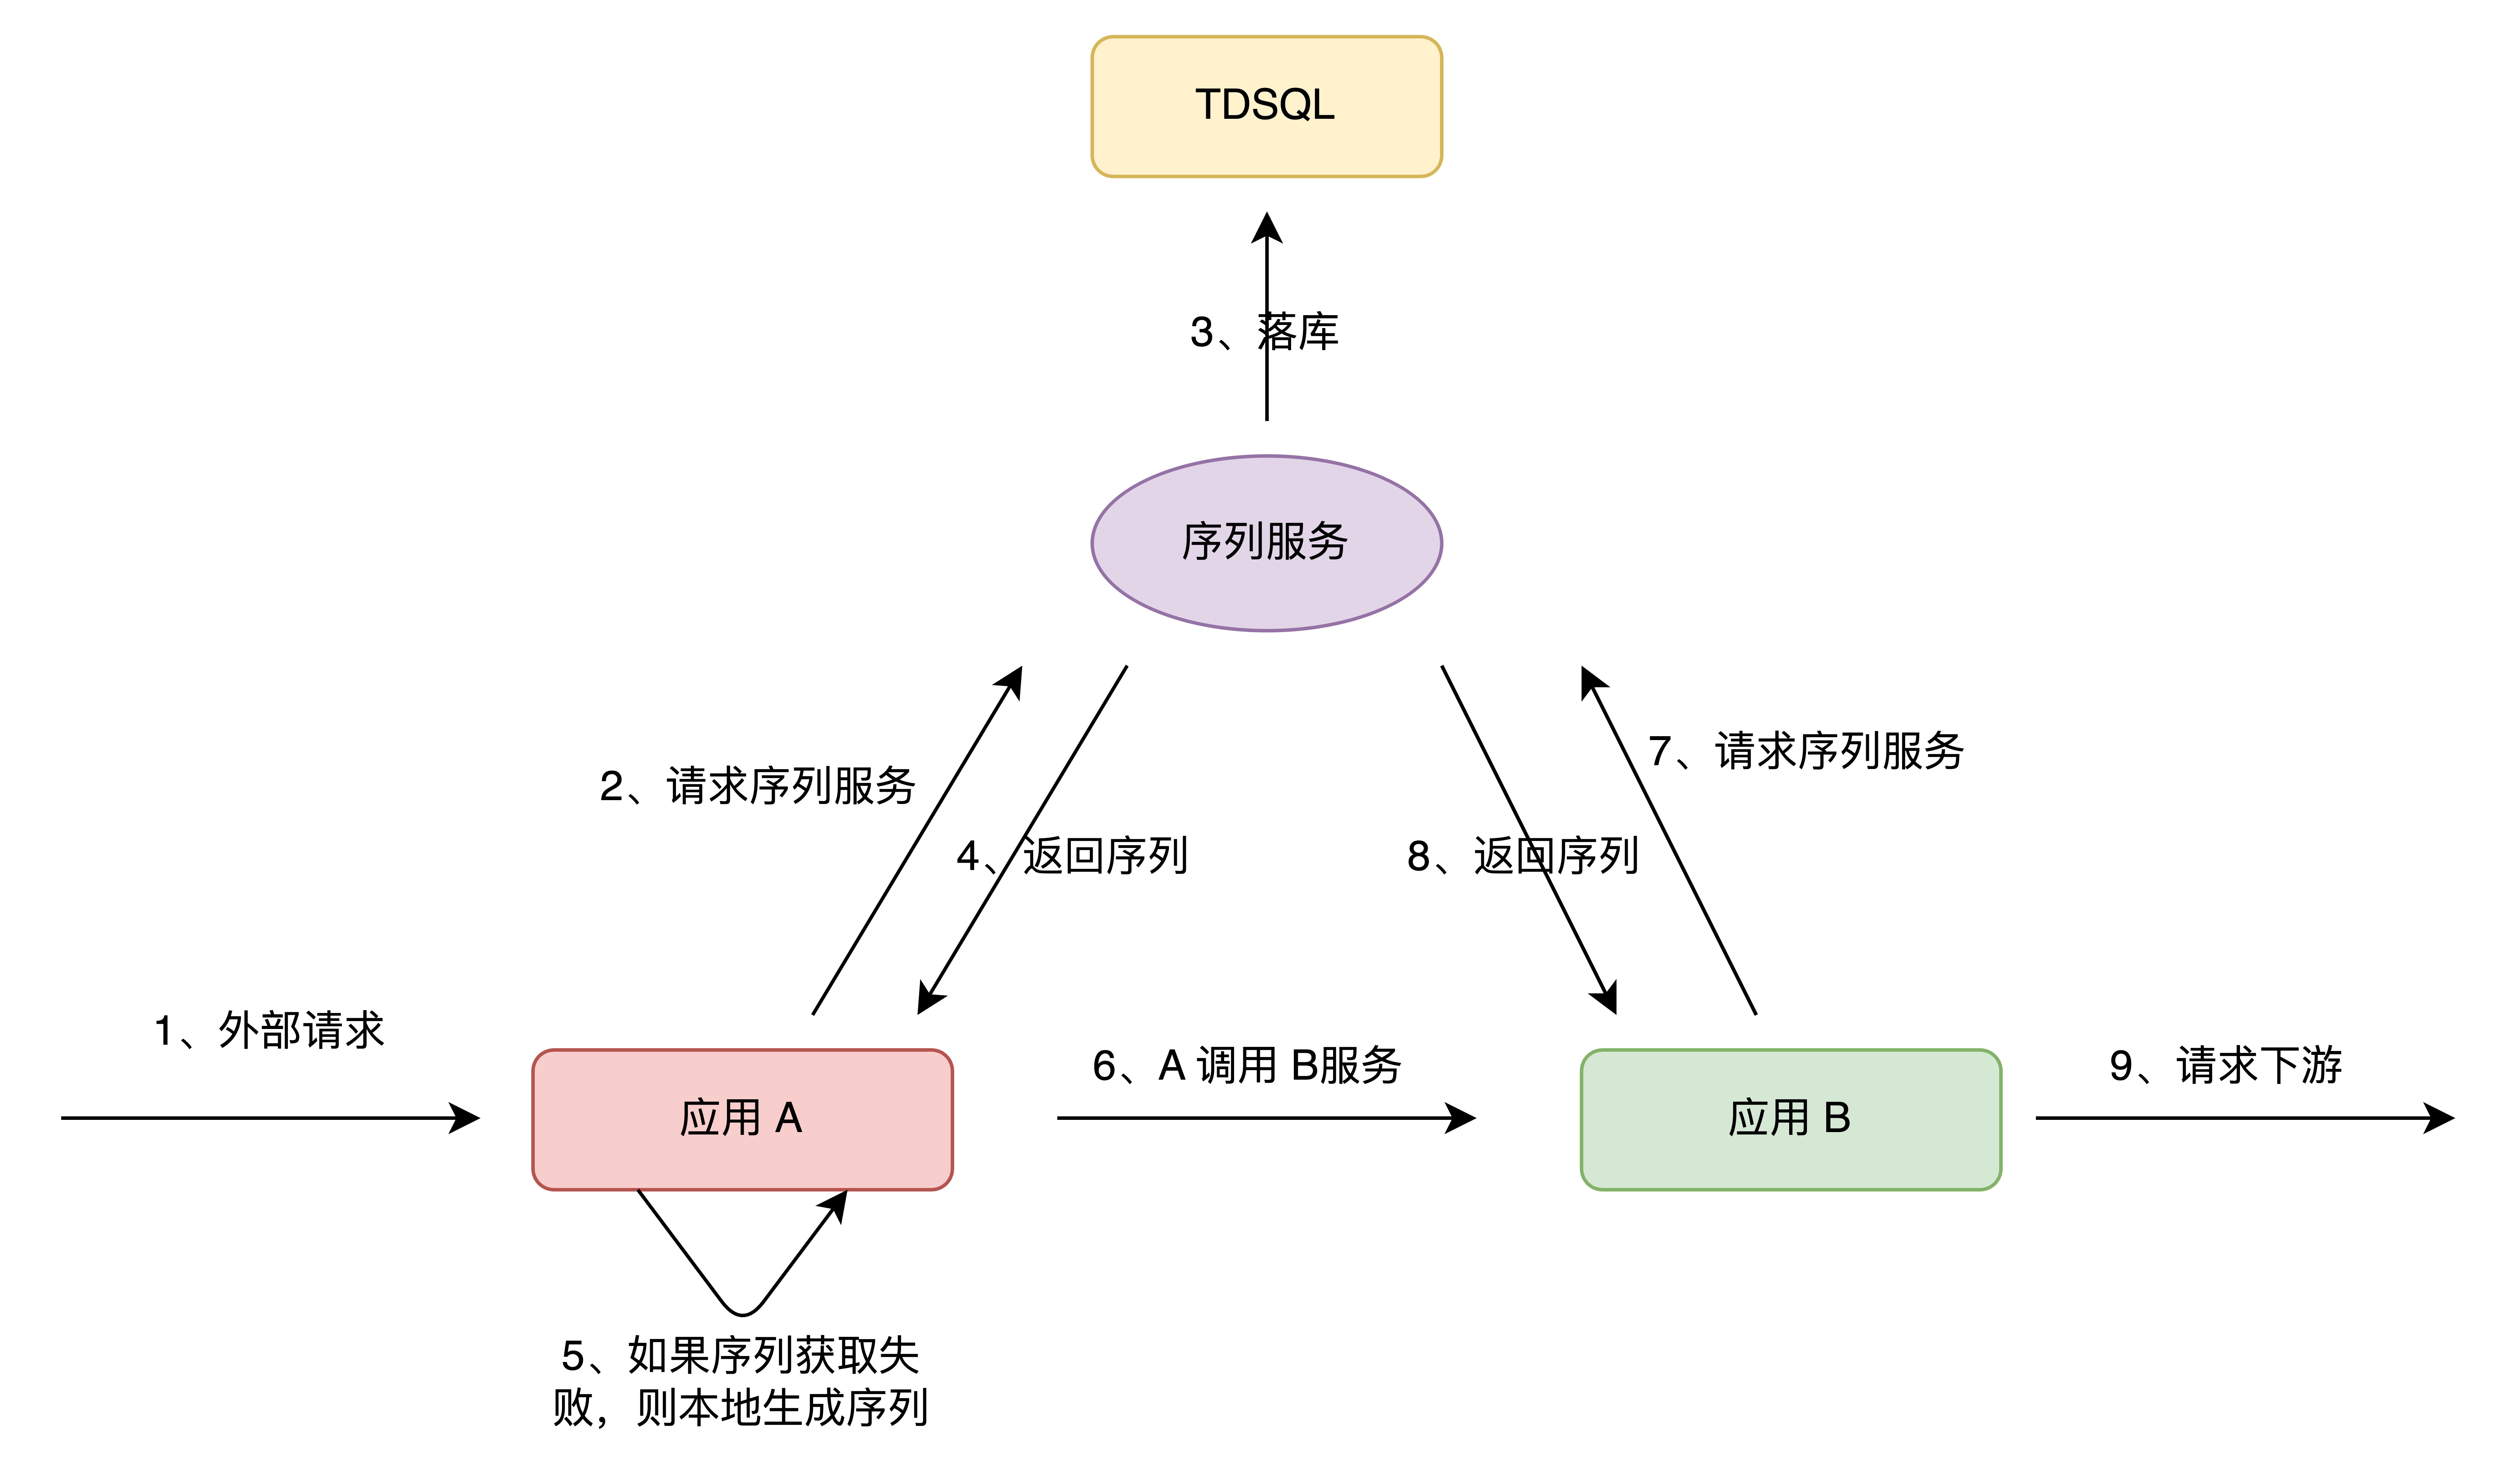 TDSQL
3、落库
序列服务
7、请求序列服务
2、请求序列服务
4、返回序列
8、返回序列
1、外部请求
6、A 调用 B服务
9、请求下游
应用 A
应用 B
5、如果序列获取失
败，则本地生成序列